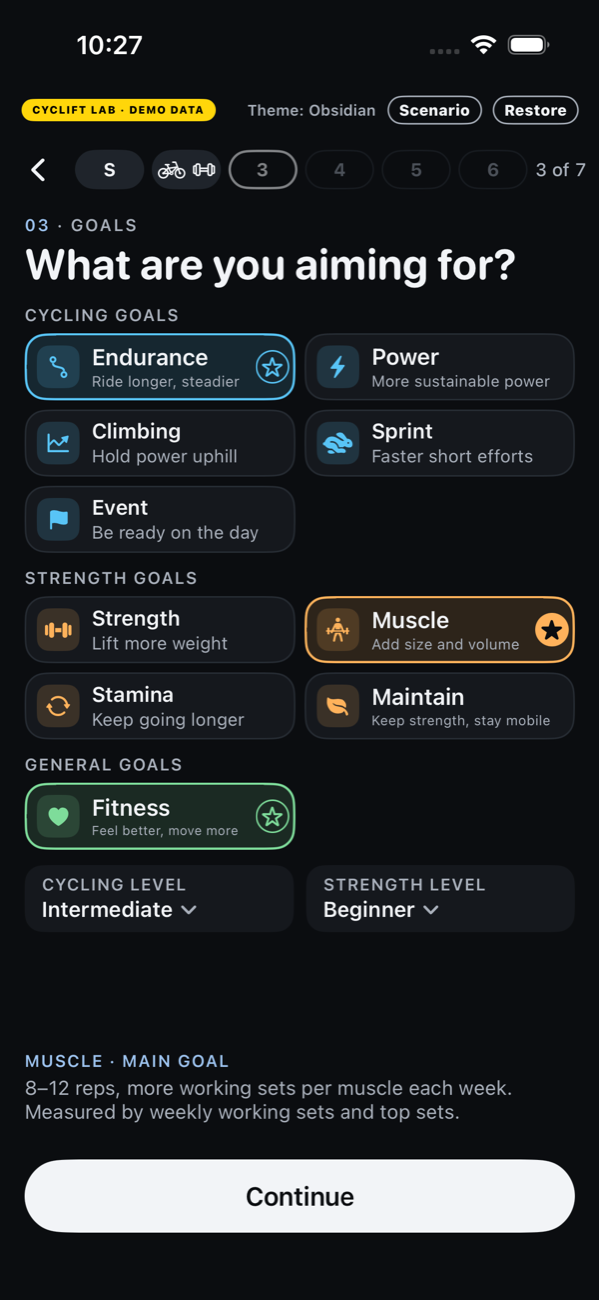 10:27
CYCLIFT LAB · DEMO DATA
Theme: Obsidian
Scenario
Restore
S
3
4
5
6
3 of 7
03 · GOALS
What are you aiming for?
CYCLING GOALS
Endurance
Ride longer, steadier
Power
More sustainable power
Climbing
Hold power uphill
Sprint
Faster short efforts
Event
Be ready on the day
STRENGTH GOALS
Strength
Lift more weight
Muscle
Add size and volume
Stamina
Keep going longer
Maintain
Keep strength, stay mobile
GENERAL GOALS
Fitness
Feel better, move more
CYCLING LEVEL
Intermediate
STRENGTH LEVEL
Beginner
MUSCLE · MAIN GOAL
8–12 reps, more working sets per muscle each week.
Measured by weekly working sets and top sets.
Continue